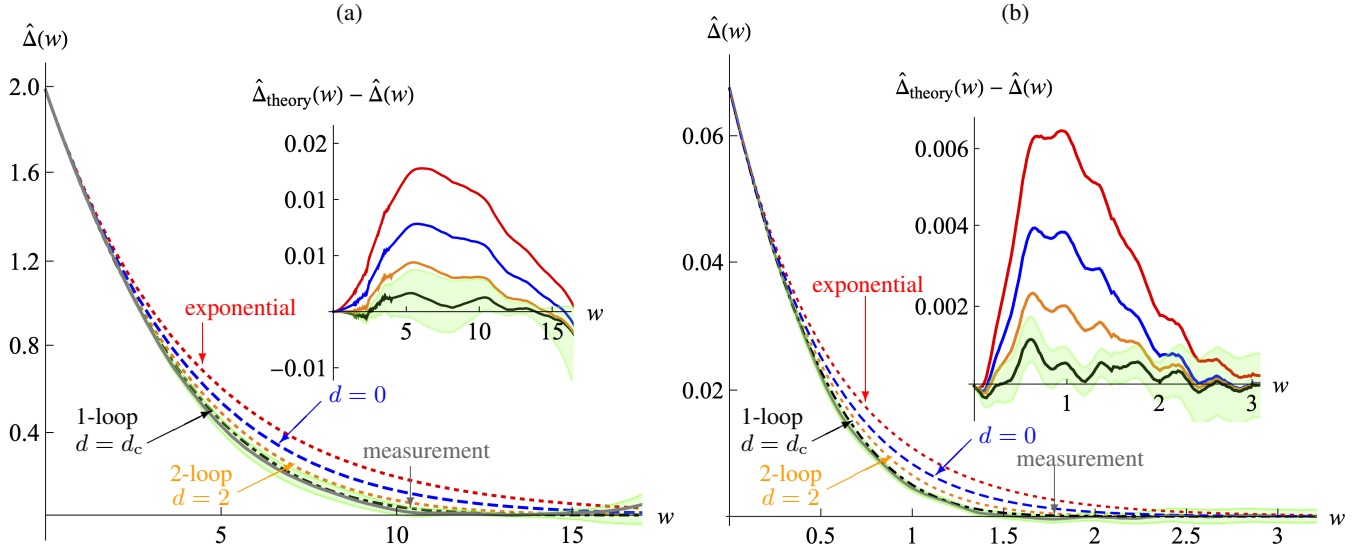 (a)
Δ̂(w)
2.0
1.6
1.2
0.8
0.4
5
10
15
w
Δ̂theory(w) − Δ̂(w)
0.02
0.01
0.01
−0.01
5
10
15
w
exponential
d = 0
1-loop
d = dc
2-loop
d = 2
measurement
(b)
Δ̂(w)
0.06
0.04
0.02
0.5
1
1.5
2
2.5
3
w
Δ̂theory(w) − Δ̂(w)
0.006
0.004
0.002
1
2
3
w
exponential
d = 0
1-loop
d = dc
2-loop
d = 2
measurement